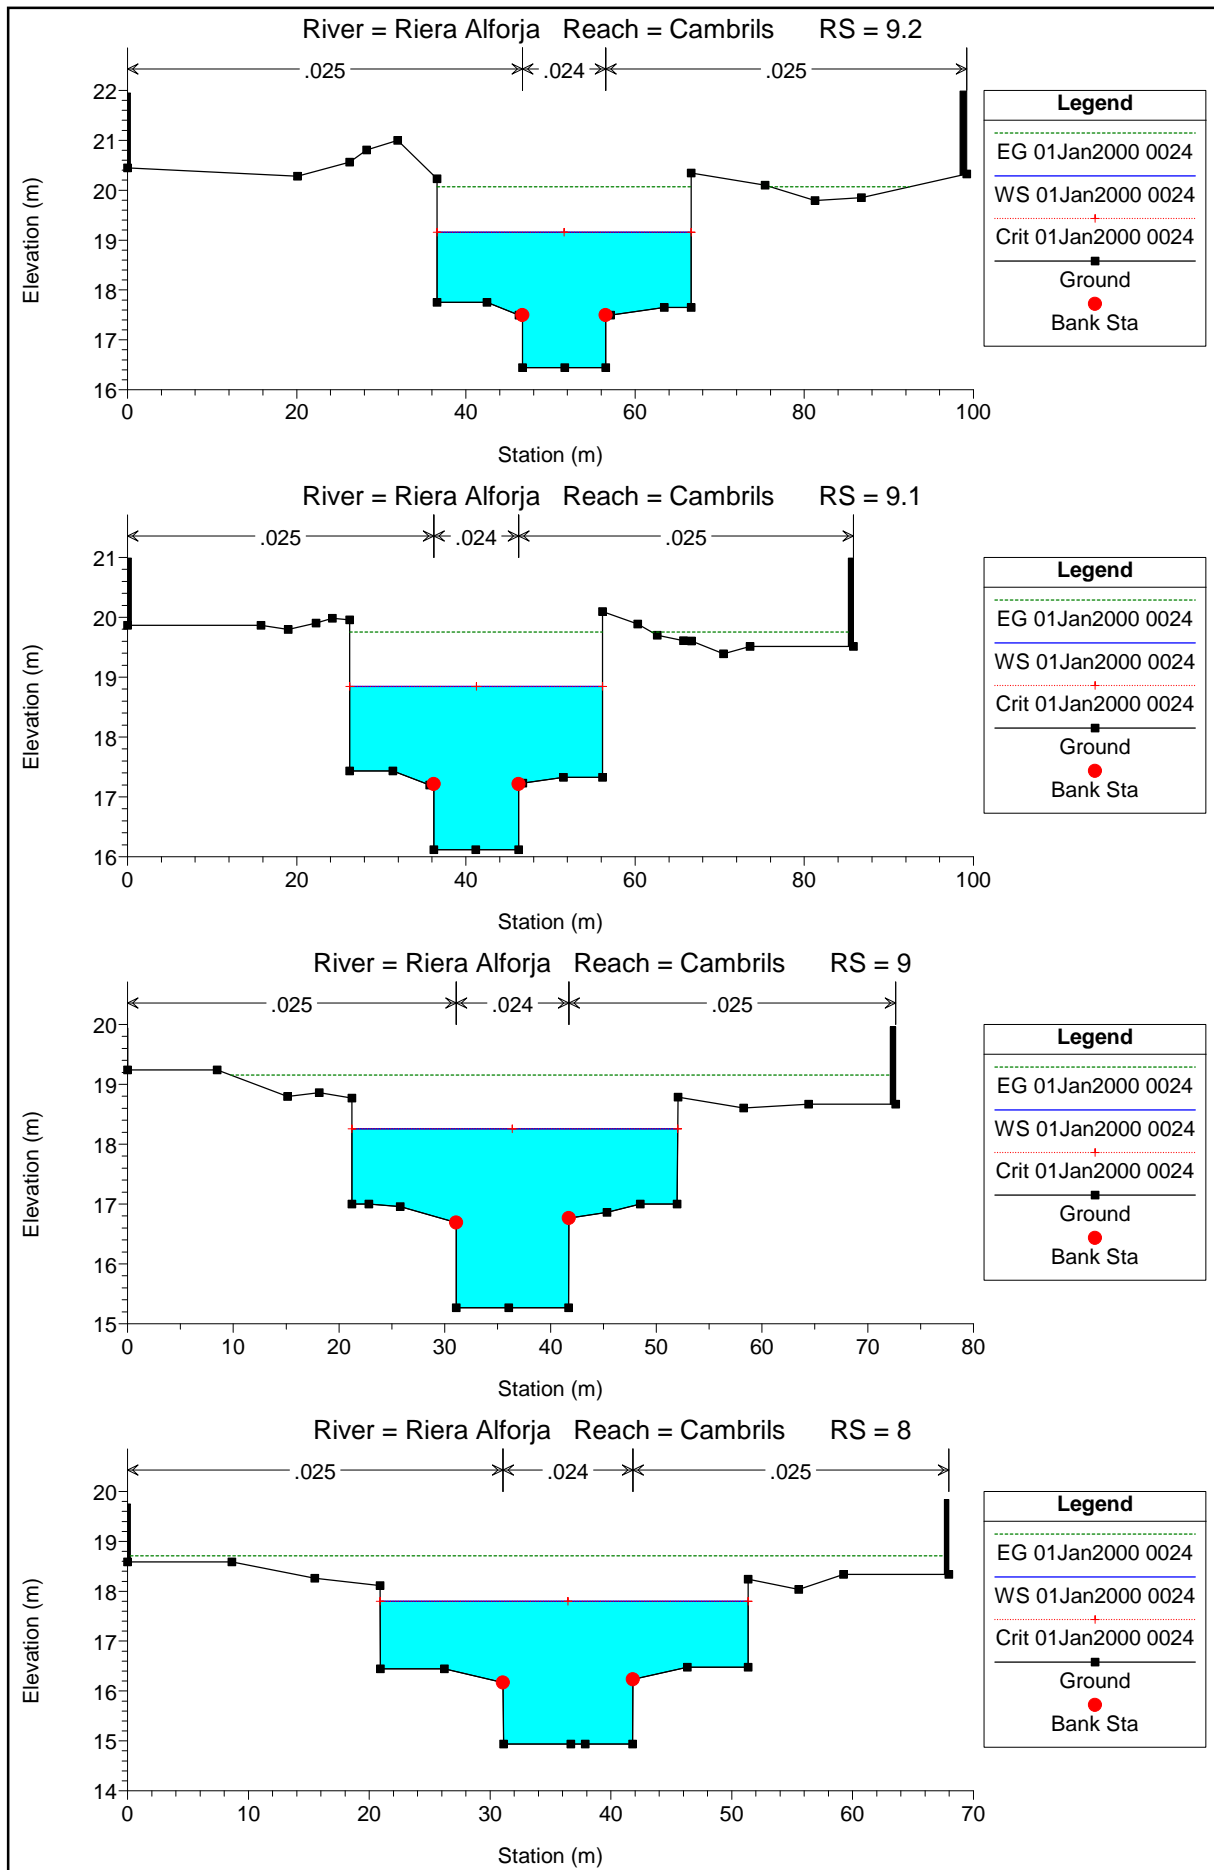 River = Riera Alforja Reach = Cambrils RS = 9.2
.025 .024 .025
22
21
20
19
18
17
16
Elevation (m)
0 20 40 60 80 100
Station (m)
Legend
EG 01Jan2000 0024
WS 01Jan2000 0024
Crit 01Jan2000 0024
Ground
Bank Sta
River = Riera Alforja Reach = Cambrils RS = 9.1
.025 .024 .025
21
20
19
18
17
16
Elevation (m)
0 20 40 60 80 100
Station (m)
Legend
EG 01Jan2000 0024
WS 01Jan2000 0024
Crit 01Jan2000 0024
Ground
Bank Sta
River = Riera Alforja Reach = Cambrils RS = 9
.025 .024 .025
20
19
18
17
16
15
Elevation (m)
0 10 20 30 40 50 60 70 80
Station (m)
Legend
EG 01Jan2000 0024
WS 01Jan2000 0024
Crit 01Jan2000 0024
Ground
Bank Sta
River = Riera Alforja Reach = Cambrils RS = 8
.025 .024 .025
20
19
18
17
16
15
14
Elevation (m)
0 10 20 30 40 50 60 70
Station (m)
Legend
EG 01Jan2000 0024
WS 01Jan2000 0024
Crit 01Jan2000 0024
Ground
Bank Sta